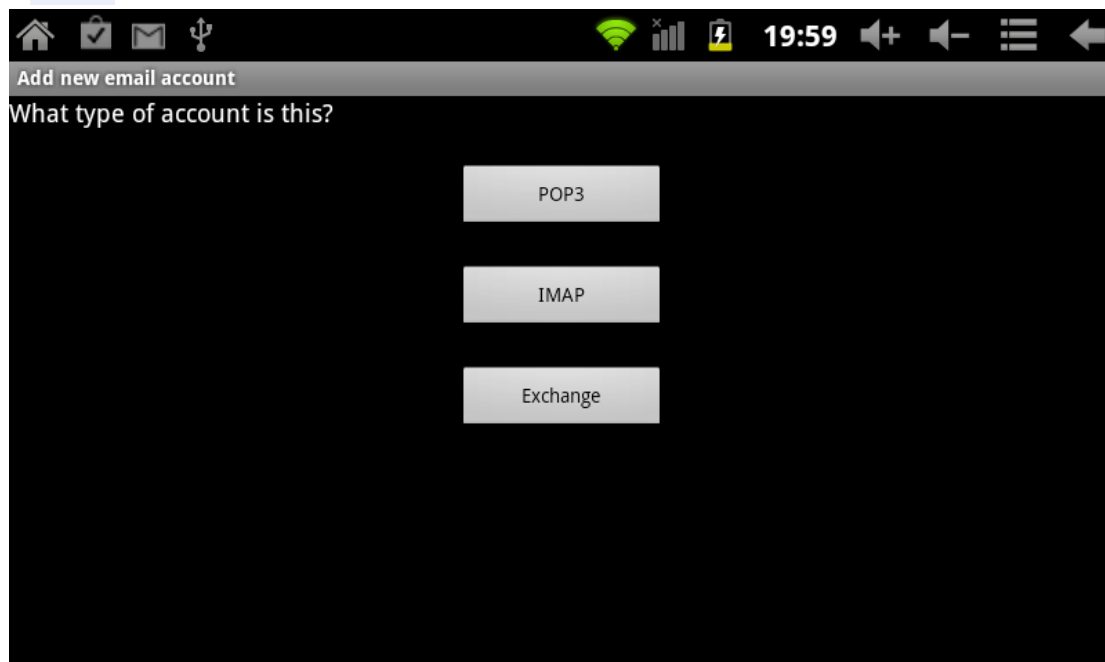 19:59
Add new email account
What type of account is this?
POP3
IMAP
Exchange